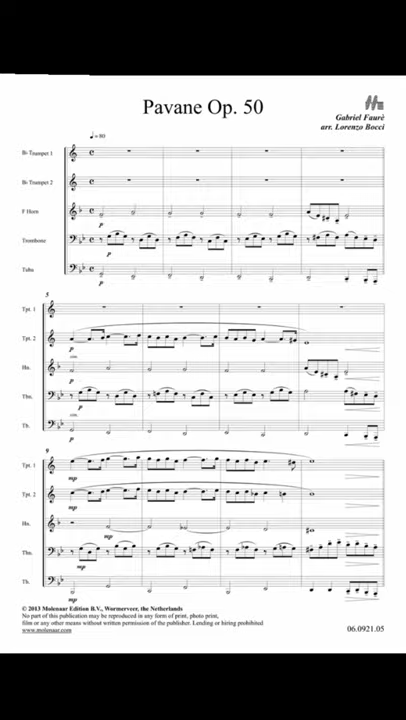 Pavane Op. 50
Gabriel Faurè
arr. Lorenzo Bocci
♩= 80
B♭ Trumpet 1
B♭ Trumpet 2
F Horn
Trombone
Tuba
p
p
5
Tpt. 1
Tpt. 2
Hn.
Tbn.
Tb.
p
p
p
p
9
Tpt. 1
Tpt. 2
Hn.
Tbn.
Tb.
mp
mp
mp
mp
mp
© 2013 Molenaar Edition B.V., Wormerveer, the Netherlands
No part of this publication may be reproduced in any form of print, photo print,
film or any other means without written permission of the publisher. Lending or hiring prohibited
www.molenaar.com
06.0921.05